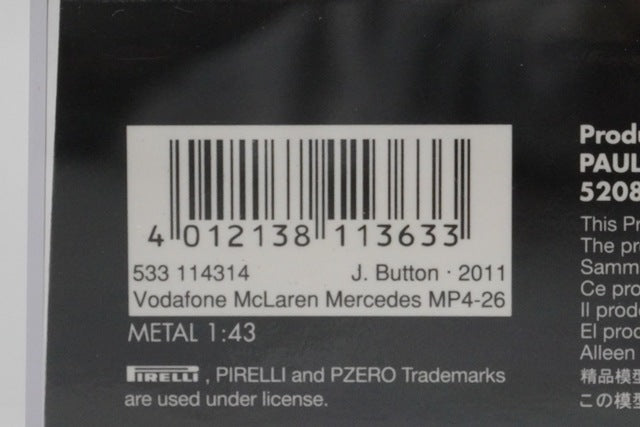 4 012138 113633
533 114314 J. Button · 2011
Vodafone McLaren Mercedes MP4-26
METAL 1:43
PIRELLI , PIRELLI and PZERO Trademarks
are used under license.
Produ
PAUL
5208
This Pr
The pro
Samm
Ce pro
Il prod
El prod
Alleen
精品模型
この模型